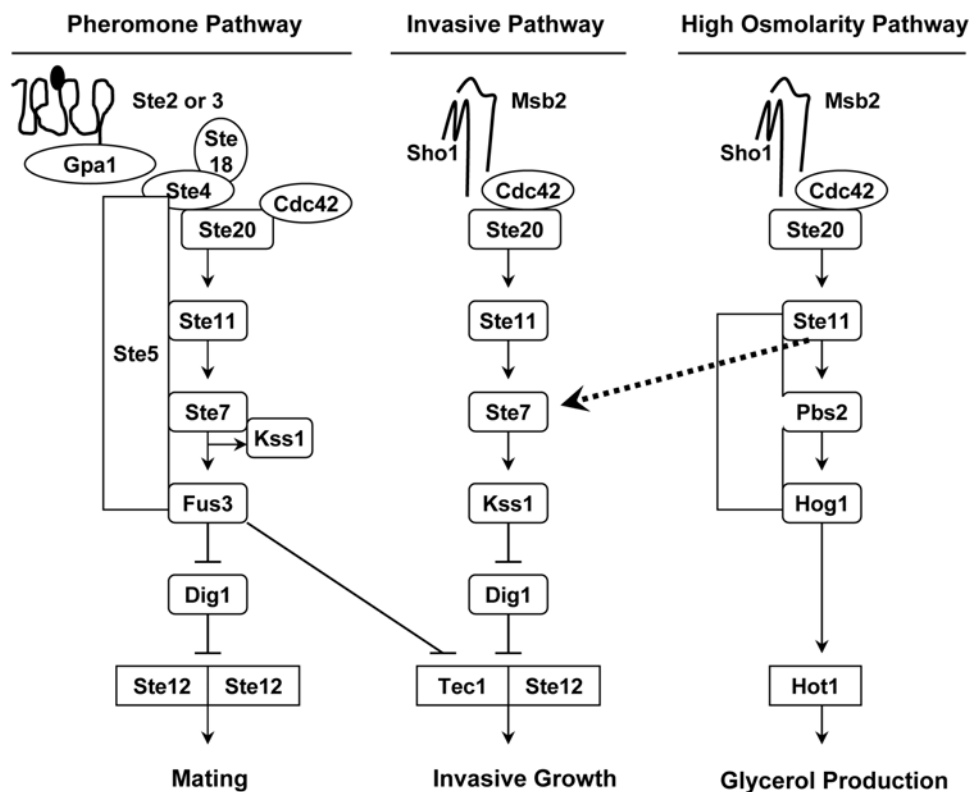 Pheromone Pathway
Invasive Pathway
High Osmolarity Pathway
Ste2 or 3
Msb2
Msb2
Ste
18
Sho1
Sho1
Gpa1
Ste4
Cdc42
Cdc42
Cdc42
Ste20
Ste20
Ste20
Ste11
Ste11
Ste11
Ste5
Ste7
Kss1
Ste7
Pbs2
Fus3
Kss1
Hog1
Dig1
Dig1
Ste12
Ste12
Tec1
Ste12
Hot1
Mating
Invasive Growth
Glycerol Production